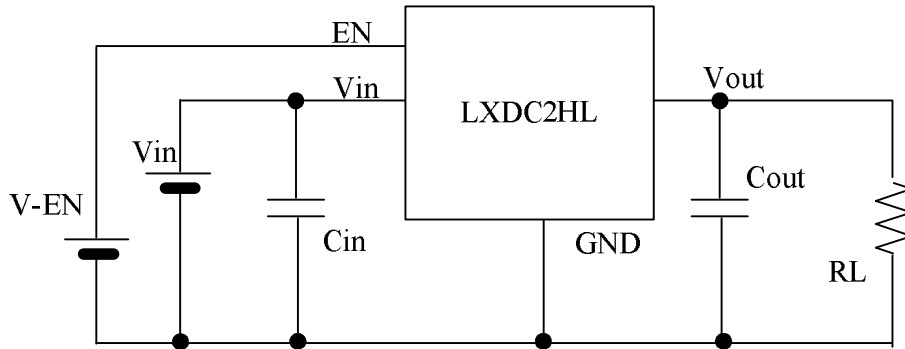 EN
Vin
Vout
LXDC2HL
Vin
Cout
V-EN
Cin
GND
RL